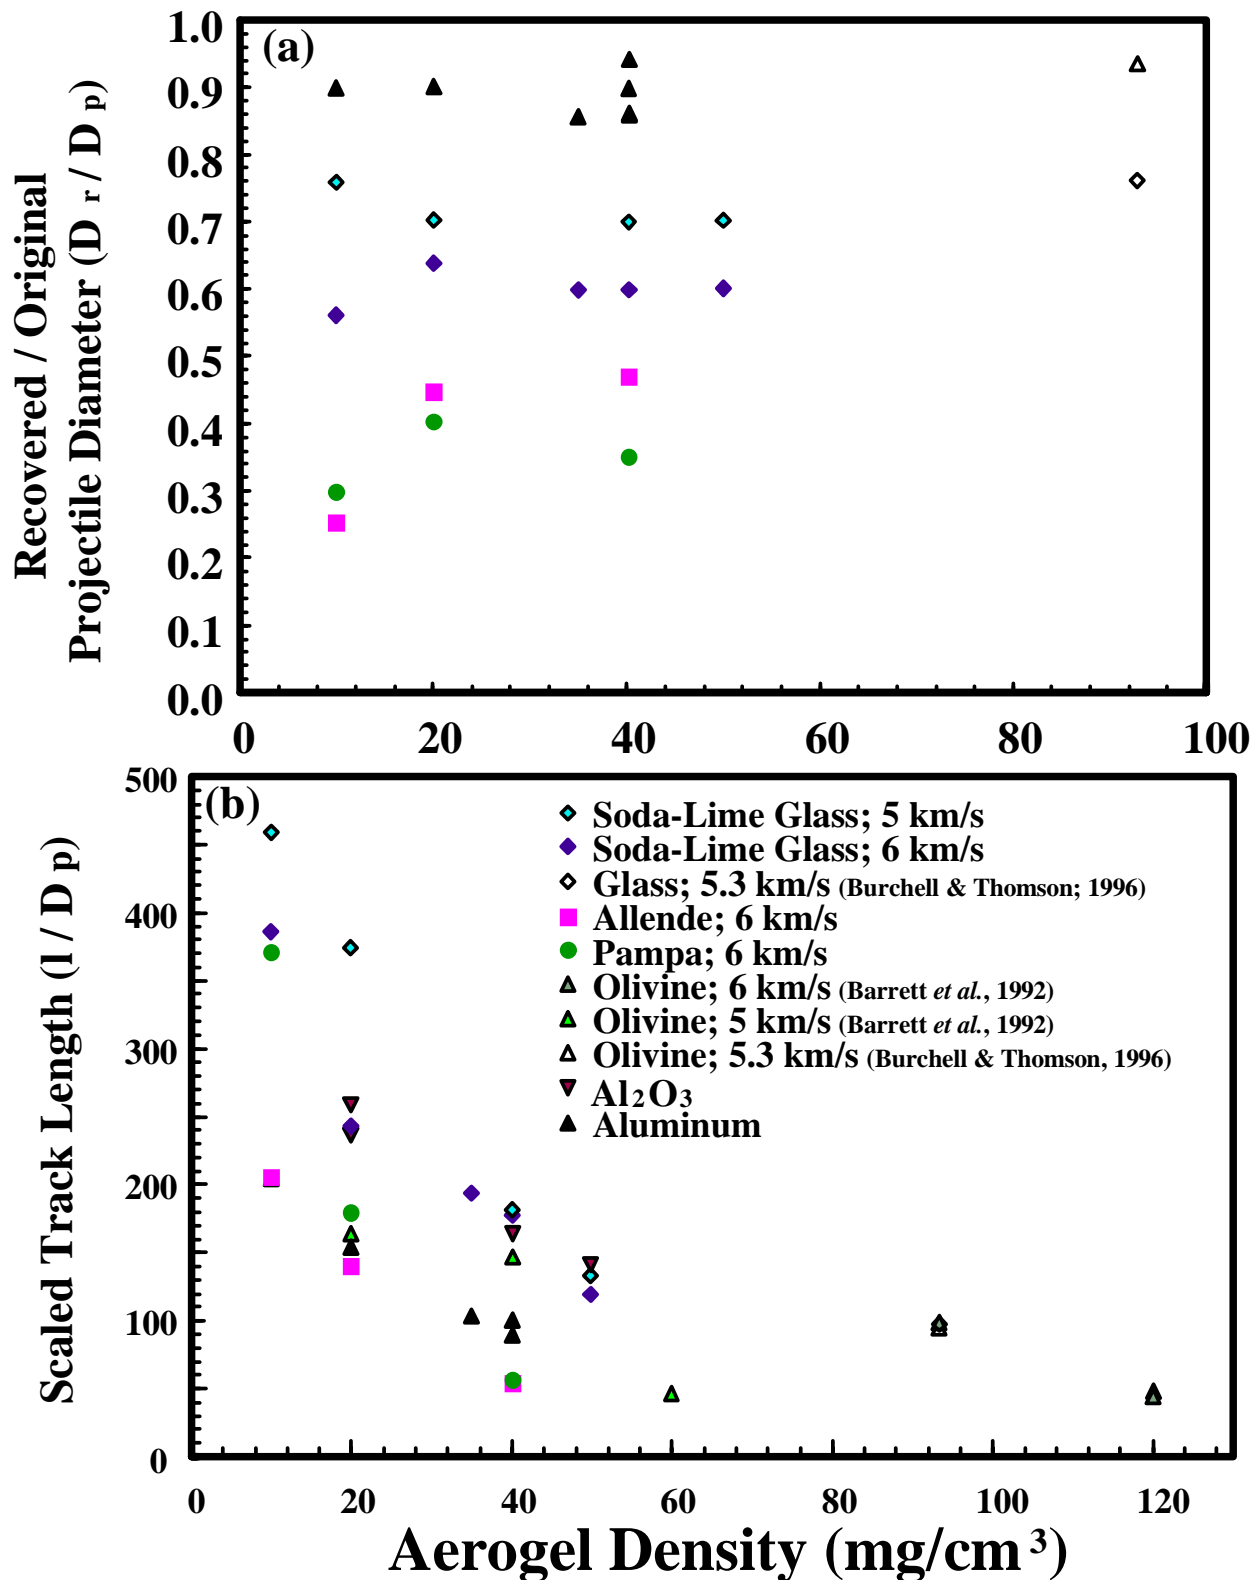 (a)
Recovered / Original
Projectile Diameter (D r / D p)
1.0
0.9
0.8
0.7
0.6
0.5
0.4
0.3
0.2
0.1
0.0
0 20 40 60 80 100
(b)
Scaled Track Length (l / D p)
500
400
300
200
100
0
Soda-Lime Glass; 5 km/s
Soda-Lime Glass; 6 km/s
Glass; 5.3 km/s (Burchell & Thomson; 1996)
Allende; 6 km/s
Pampa; 6 km/s
Olivine; 6 km/s (Barrett et al., 1992)
Olivine; 5 km/s (Barrett et al., 1992)
Olivine; 5.3 km/s (Burchell & Thomson, 1996)
Al2O3
Aluminum
0 20 40 60 80 100 120
Aerogel Density (mg/cm³)